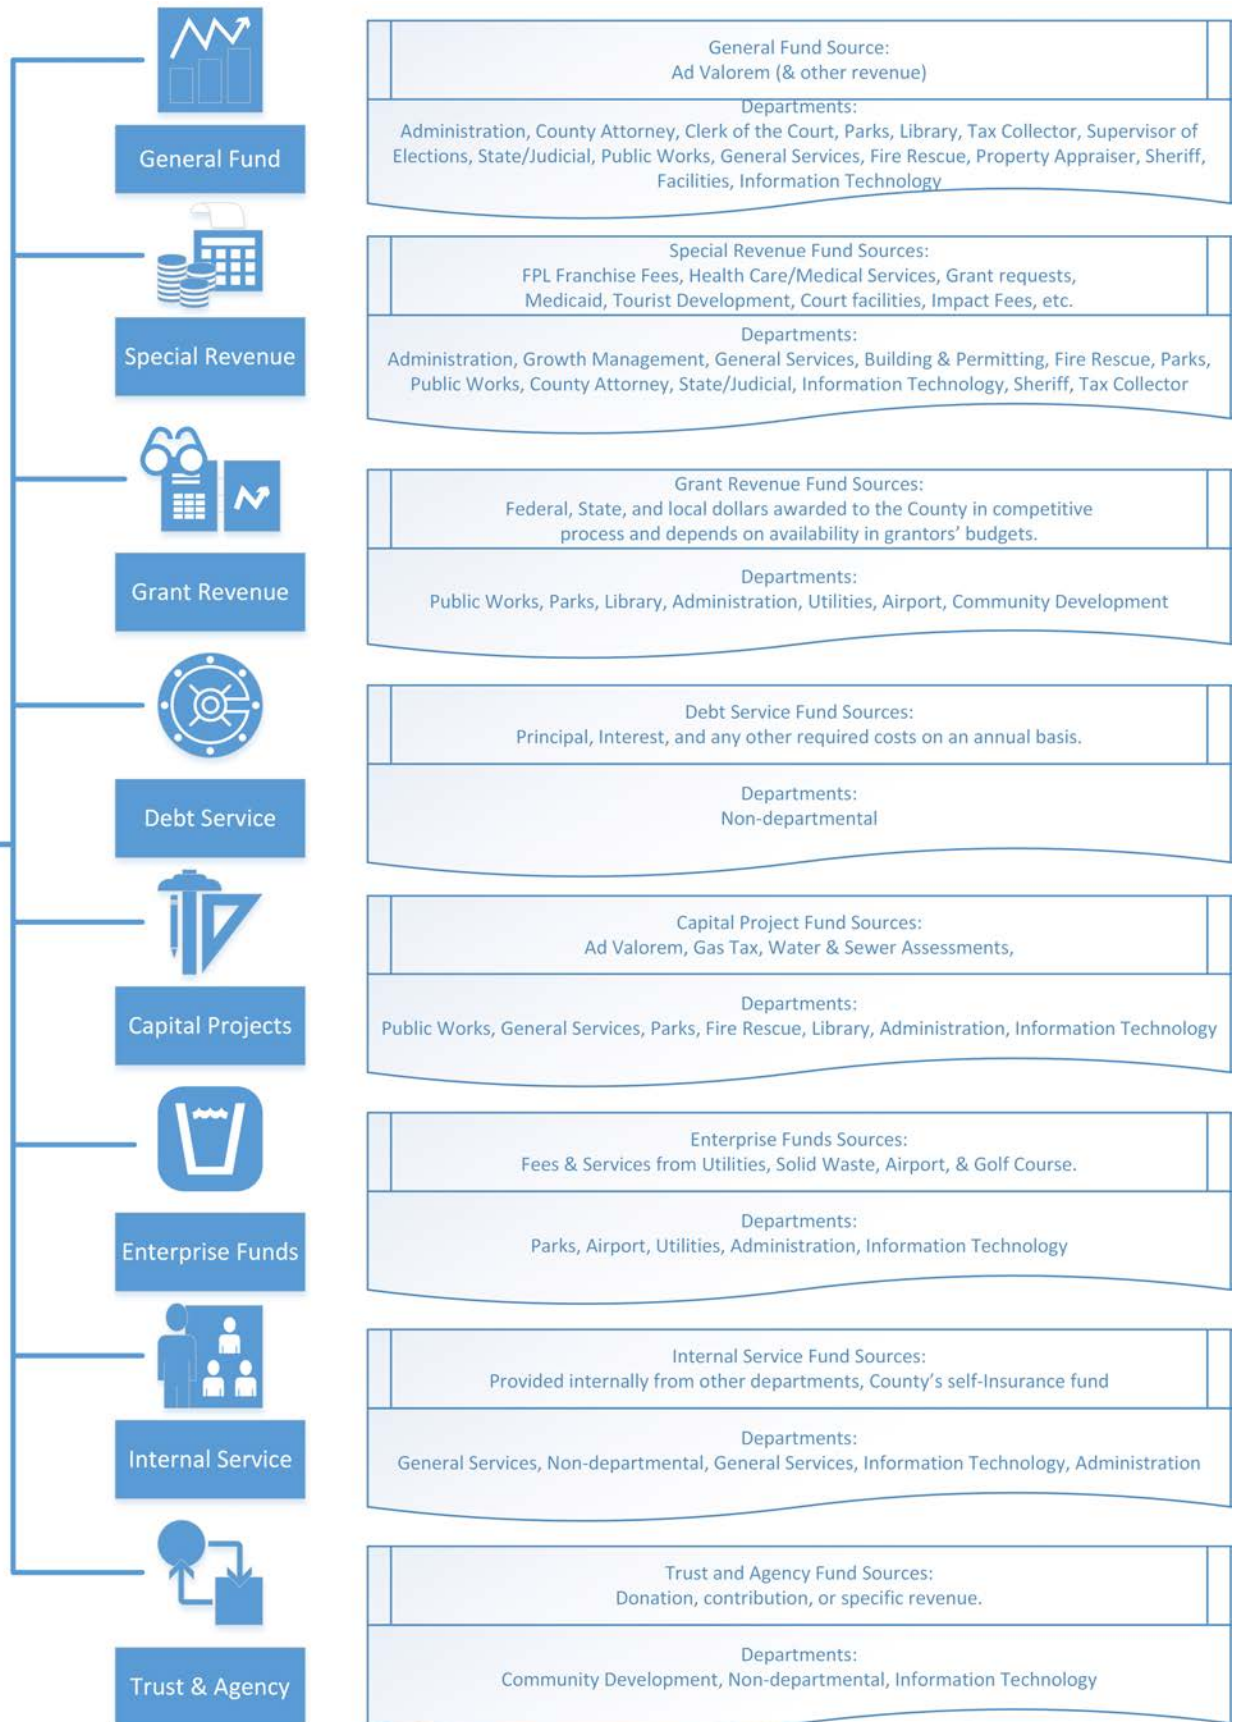 General Fund
General Fund Source:
Ad Valorem (& other revenue)
Departments:
Administration, County Attorney, Clerk of the Court, Parks, Library, Tax Collector, Supervisor of
Elections, State/Judicial, Public Works, General Services, Fire Rescue, Property Appraiser, Sheriff,
Facilities, Information Technology
Special Revenue
Special Revenue Fund Sources:
FPL Franchise Fees, Health Care/Medical Services, Grant requests,
Medicaid, Tourist Development, Court facilities, Impact Fees, etc.
Departments:
Administration, Growth Management, General Services, Building & Permitting, Fire Rescue, Parks,
Public Works, County Attorney, State/Judicial, Information Technology, Sheriff, Tax Collector
Grant Revenue
Grant Revenue Fund Sources:
Federal, State, and local dollars awarded to the County in competitive
process and depends on availability in grantors’ budgets.
Departments:
Public Works, Parks, Library, Administration, Utilities, Airport, Community Development
Debt Service
Debt Service Fund Sources:
Principal, Interest, and any other required costs on an annual basis.
Departments:
Non-departmental
Capital Projects
Capital Project Fund Sources:
Ad Valorem, Gas Tax, Water & Sewer Assessments,
Departments:
Public Works, General Services, Parks, Fire Rescue, Library, Administration, Information Technology
Enterprise Funds
Enterprise Funds Sources:
Fees & Services from Utilities, Solid Waste, Airport, & Golf Course.
Departments:
Parks, Airport, Utilities, Administration, Information Technology
Internal Service
Internal Service Fund Sources:
Provided internally from other departments, County’s self-Insurance fund
Departments:
General Services, Non-departmental, General Services, Information Technology, Administration
Trust & Agency
Trust and Agency Fund Sources:
Donation, contribution, or specific revenue.
Departments:
Community Development, Non-departmental, Information Technology